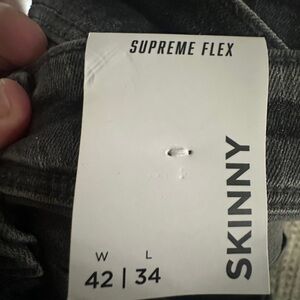 SUPREME FLEX
SKINNY
W L
42 | 34